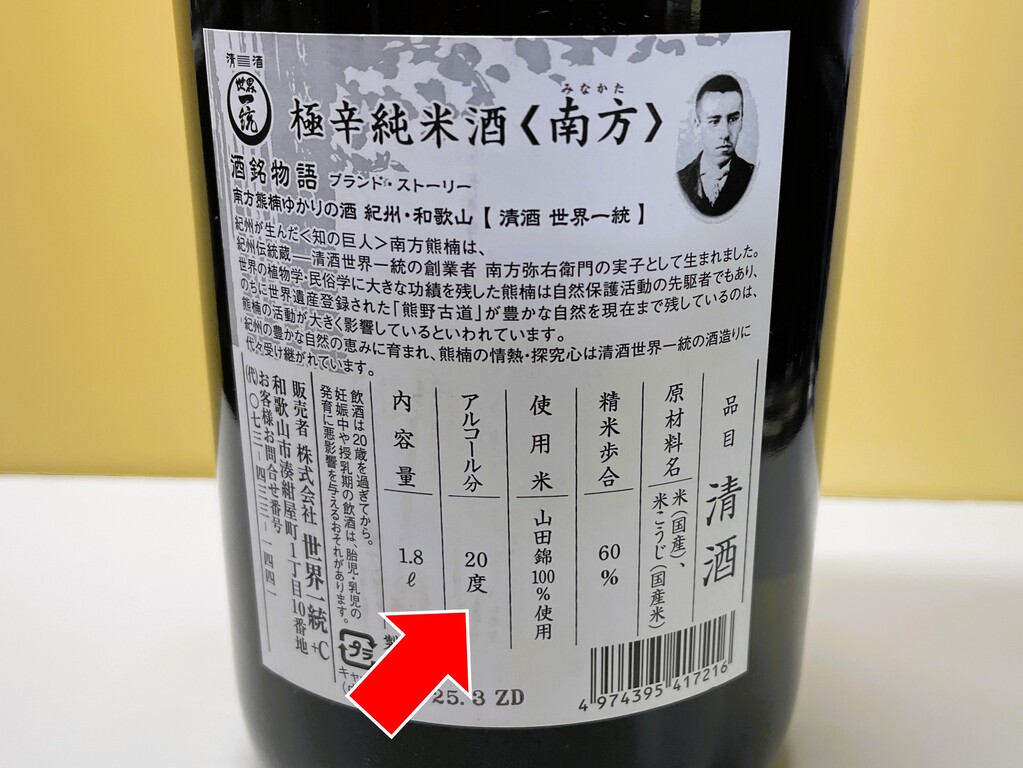 清酒
世界
一統
極辛純米酒〈南方〉
みなかた
酒銘物語 ブランド・ストーリー
南方熊楠ゆかりの酒 紀州・和歌山【 清酒 世界一統 】
紀州が生んだ<知の巨人>南方熊楠は、
紀州伝統蔵―清酒世界一統の創業者 南方弥右衛門の実子として生まれました。
世界の植物学・民俗学に大きな功績を残した熊楠は自然保護活動の先駆者でもあり、
のちに世界遺産登録された「熊野古道」が豊かな自然を現在まで残しているのは、
熊楠の活動が大きく影響しているといわれています。
紀州の豊かな自然の恵みに育まれ、熊楠の情熱・探究心は清酒世界一統の酒造りに
代々受け継がれています。
品目 清酒
原材料名 米(国産)、
米こうじ(国産米)
精米歩合 60%
使用米 山田錦100%使用
アルコール分 20度
内容量 1.8ℓ
飲酒は20歳を過ぎてから。
妊娠中や授乳期の飲酒は、胎児・乳児の
発育に悪影響を与えるおそれがあります。
販売者 株式会社 世界一統 +C
和歌山市湊紺屋町1丁目10番地
お客様お問合せ番号
(代)〇七三-四三三-一四四一
プラ
キャ
製
25. 3 ZD
4 974395 417216